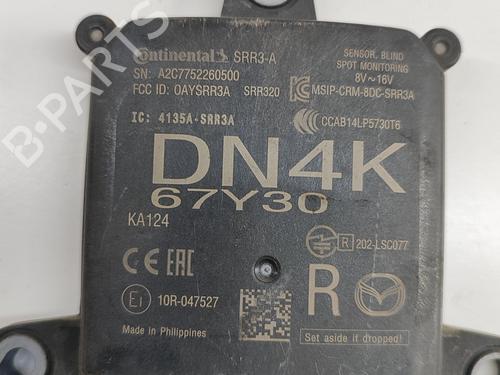 Continental SRR3-A
SENSOR, BLIND
SPOT MONITORING
8V~16V
SN: A2C7752260500
FCC ID: OAYSRR3A SRR320
MSIP-CRM-8DC-SRR3A
IC: 4135A-SRR3A
CCAB14LP5730T6
DN4K
67Y30
KA124
R 202-LSC077
CE EAC
E1 10R-047527
R
Made in Philippines
Set aside if dropped!
B-PARTS